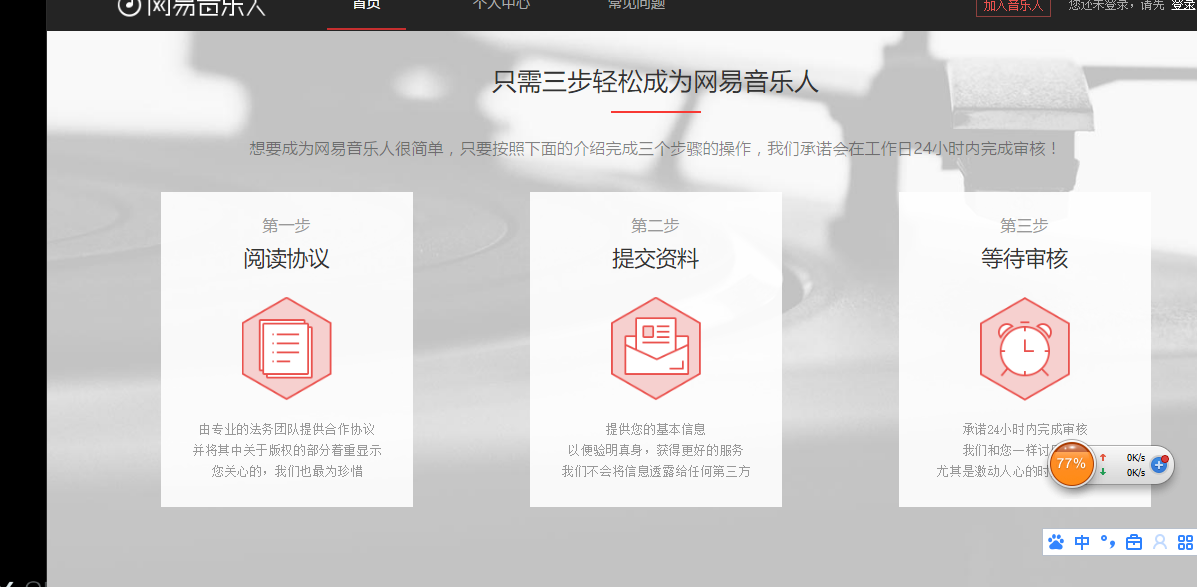 网易音乐人
首页
个人中心
常见问题
加入音乐人
您还未登录，请先 登录
只需三步轻松成为网易音乐人
想要成为网易音乐人很简单，只要按照下面的介绍完成三个步骤的操作，我们承诺会在工作日24小时内完成审核！
第一步
阅读协议
由专业的法务团队提供合作协议
并将其中关于版权的部分着重显示
您关心的，我们也最为珍惜
第二步
提交资料
提供您的基本信息
以便验明真身，获得更好的服务
我们不会将信息透露给任何第三方
第三步
等待审核
承诺24小时内完成审核
我们和您一样讨
尤其是激动人心的时
77%
0K/s
0K/s
中